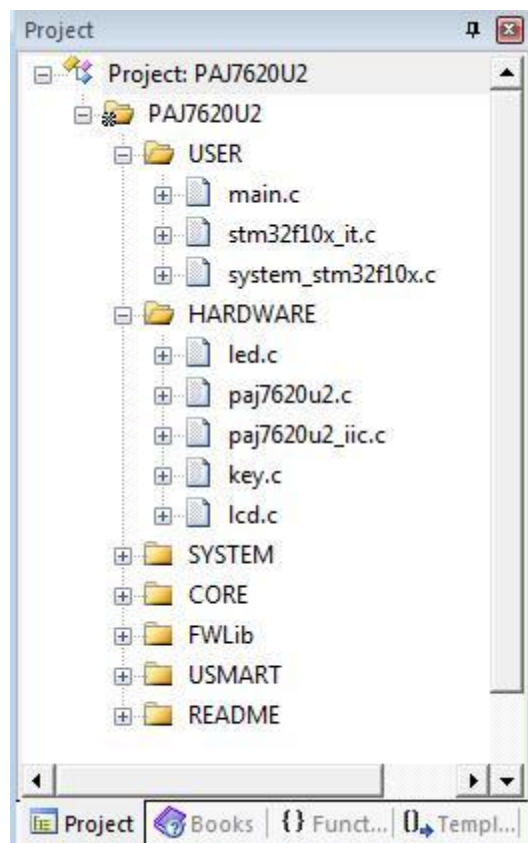 Project
Project: PAJ7620U2
PAJ7620U2
USER
main.c
stm32f10x_it.c
system_stm32f10x.c
HARDWARE
led.c
paj7620u2.c
paj7620u2_iic.c
key.c
lcd.c
SYSTEM
CORE
FWLib
USMART
README
Project Books {} Funct... 0 Templ...